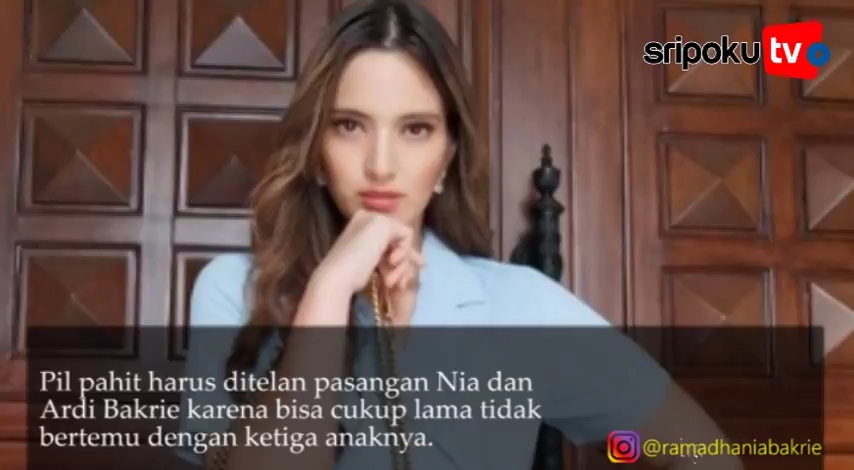 sripoku tv
Pil pahit harus ditelan pasangan Nia dan
Ardi Bakrie karena bisa cukup lama tidak
bertemu dengan ketiga anaknya.
@ramadhaniabakrie